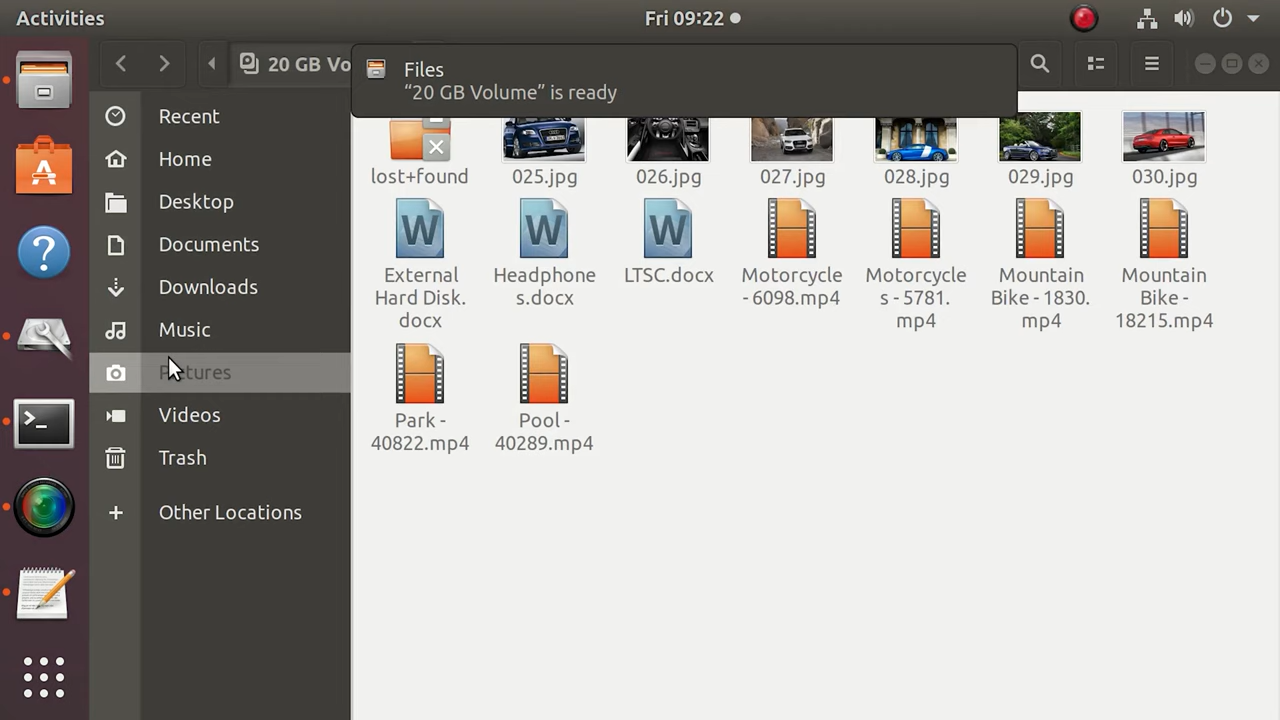 Activities
Fri 09:22
20 GB Vo
Files
“20 GB Volume” is ready
Recent
Home
Desktop
Documents
Downloads
Music
Pictures
Videos
Trash
Other Locations
lost+found
025.jpg
026.jpg
027.jpg
028.jpg
029.jpg
030.jpg
External
Hard Disk.
docx
Headphone
s.docx
LTSC.docx
Motorcycle
- 6098.mp4
Motorcycle
s - 5781.
mp4
Mountain
Bike - 1830.
mp4
Mountain
Bike -
18215.mp4
Park -
40822.mp4
Pool -
40289.mp4